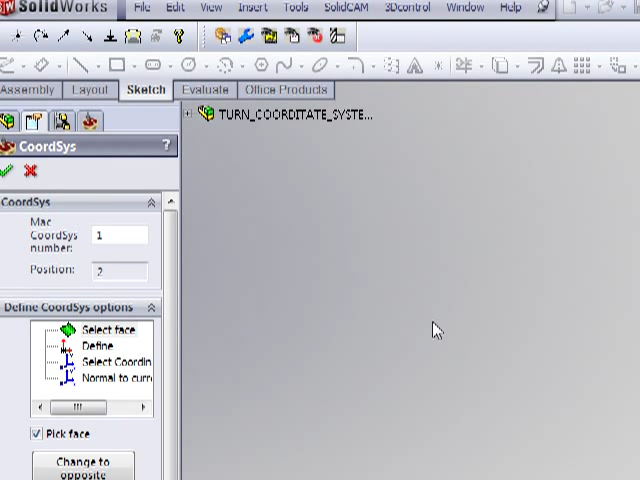 SolidWorks File Edit View Insert Tools SolidCAM 3Dcontrol Window Help
Assembly Layout Sketch Evaluate Office Products
TURN_COORDITATE_SYSTE...
CoordSys ?
CoordSys
Mac
CoordSys
number:
1
Position: 2
Define CoordSys options
Select face
Define
Select Coordin
Normal to curr
Pick face
Change to
opposite